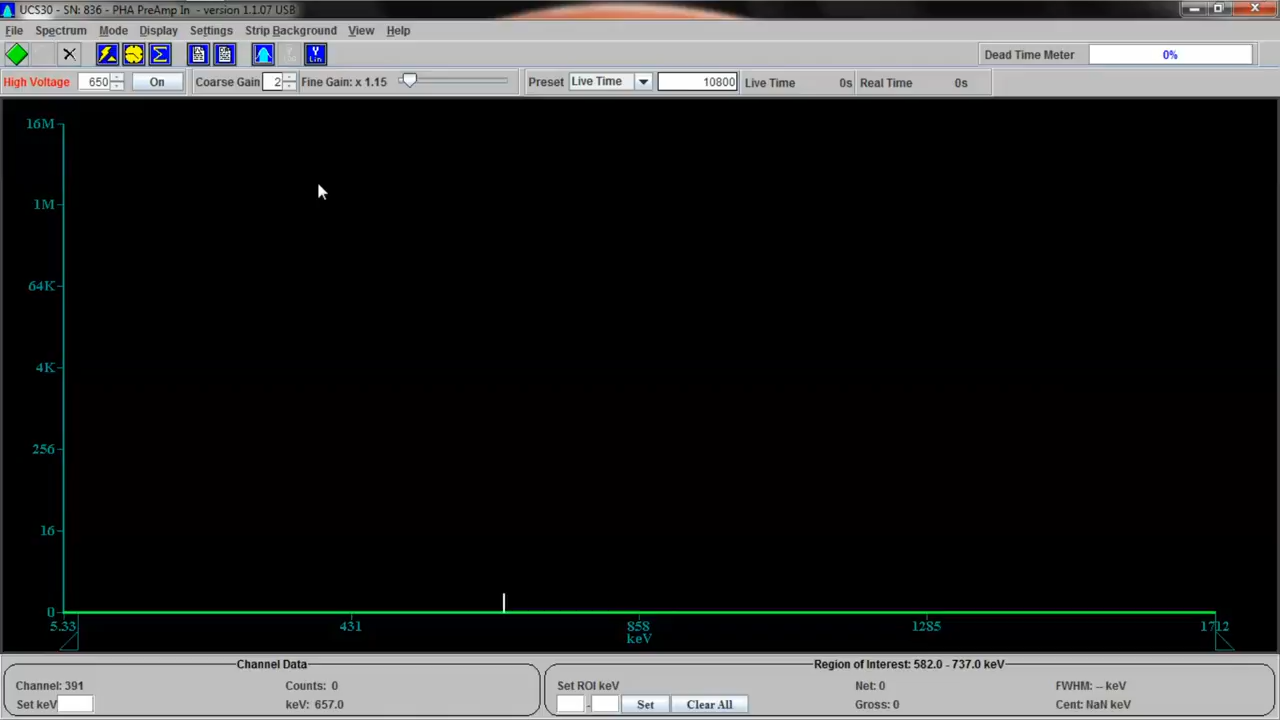 UCS30 - SN: 836 - PHA PreAmp In - version 1.1.07 USB
File Spectrum Mode Display Settings Strip Background View Help
Y Lin Dead Time Meter 0%
High Voltage 650 On Coarse Gain 2 Fine Gain: x 1.15 Preset Live Time 10800 Live Time 0s Real Time 0s
16M
1M
64K
4K
256
16
0
5.33 431 858 1285 1712
keV
Channel Data Region of Interest: 582.0 - 737.0 keV
Channel: 391 Counts: 0 Set ROI keV Net: 0 FWHM: -- keV
Set keV keV: 657.0 - Set Clear All Gross: 0 Cent: NaN keV